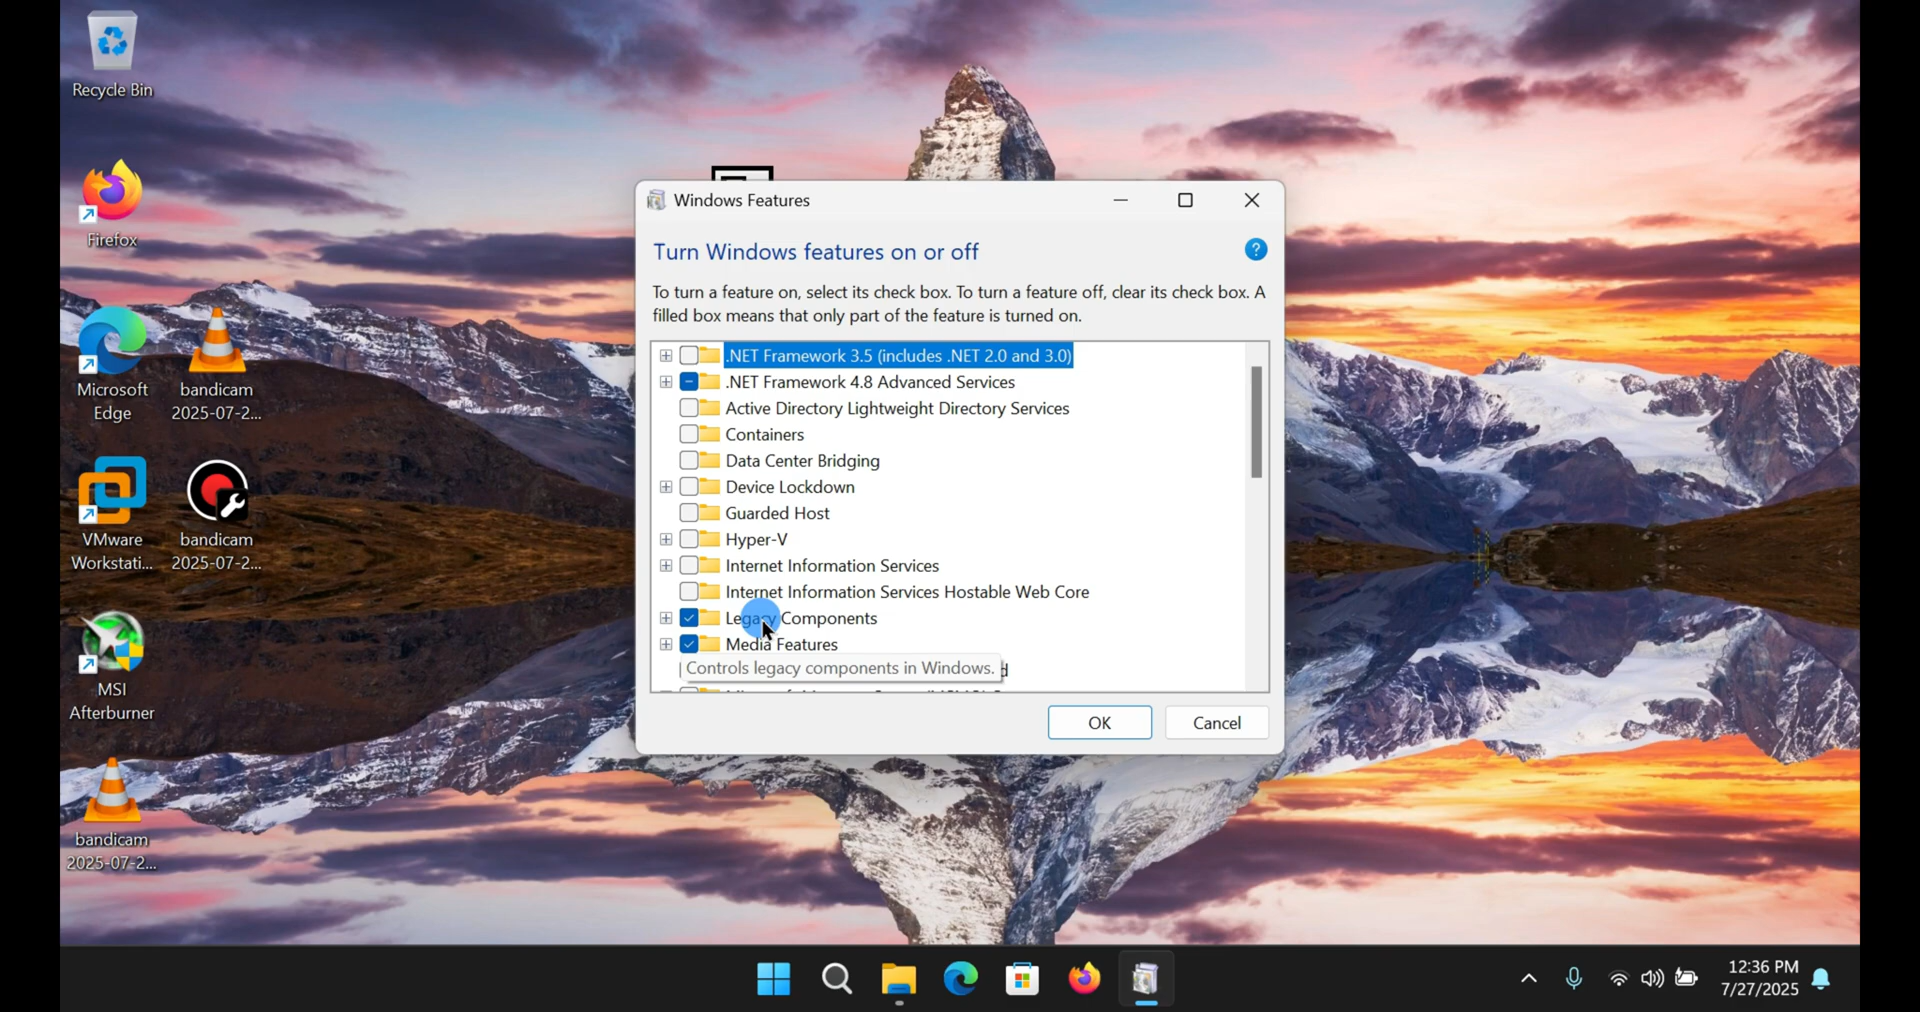 Recycle Bin
Firefox
Microsoft
Edge
bandicam
2025-07-2...
VMware
Workstati...
bandicam
2025-07-2...
MSI
Afterburner
bandicam
2025-07-2...
Windows Features
Turn Windows features on or off
?
To turn a feature on, select its check box. To turn a feature off, clear its check box. A
filled box means that only part of the feature is turned on.
.NET Framework 3.5 (includes .NET 2.0 and 3.0)
.NET Framework 4.8 Advanced Services
Active Directory Lightweight Directory Services
Containers
Data Center Bridging
Device Lockdown
Guarded Host
Hyper-V
Internet Information Services
Internet Information Services Hostable Web Core
Legacy Components
Media Features
Controls legacy components in Windows.
OK
Cancel
12:36 PM
7/27/2025